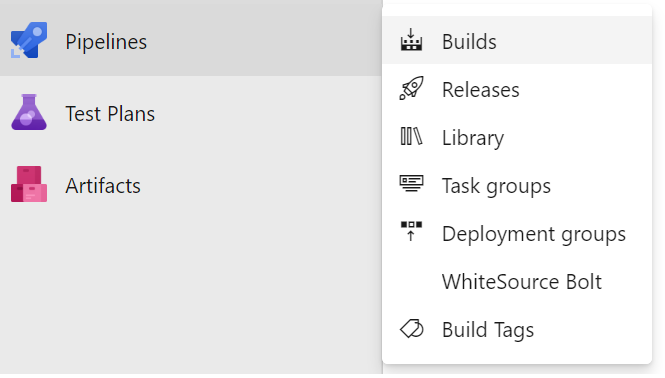 Pipelines
Test Plans
Artifacts
Builds
Releases
Library
Task groups
Deployment groups
WhiteSource Bolt
Build Tags